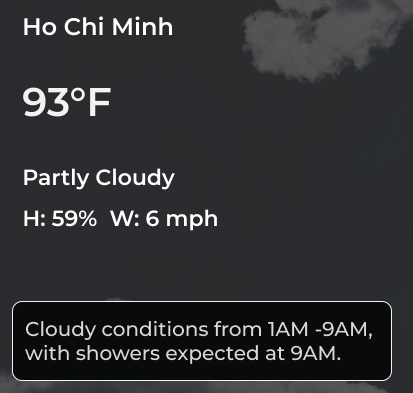 Ho Chi Minh
93°F
Partly Cloudy
H: 59% W: 6 mph
Cloudy conditions from 1AM -9AM,
with showers expected at 9AM.